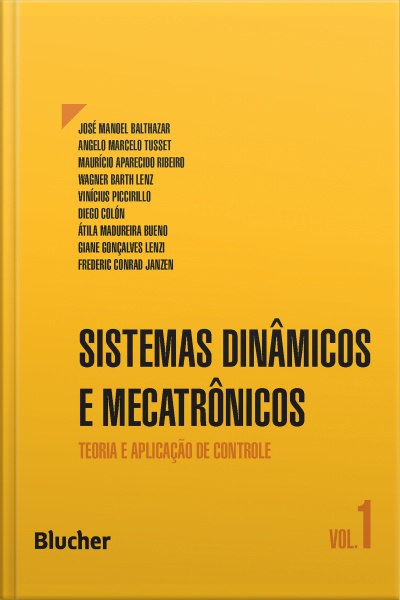 JOSÉ MANOEL BALTHAZAR
ANGELO MARCELO TUSSET
MAURÍCIO APARECIDO RIBEIRO
WAGNER BARTH LENZ
VINÍCIUS PICCIRILLO
DIEGO COLÓN
ÁTILA MADUREIRA BUENO
GIANE GONÇALVES LENZI
FREDERIC CONRAD JANZEN
SISTEMAS DINÂMICOS
E MECATRÔNICOS
TEORIA E APLICAÇÃO DE CONTROLE
Blucher
VOL. 1